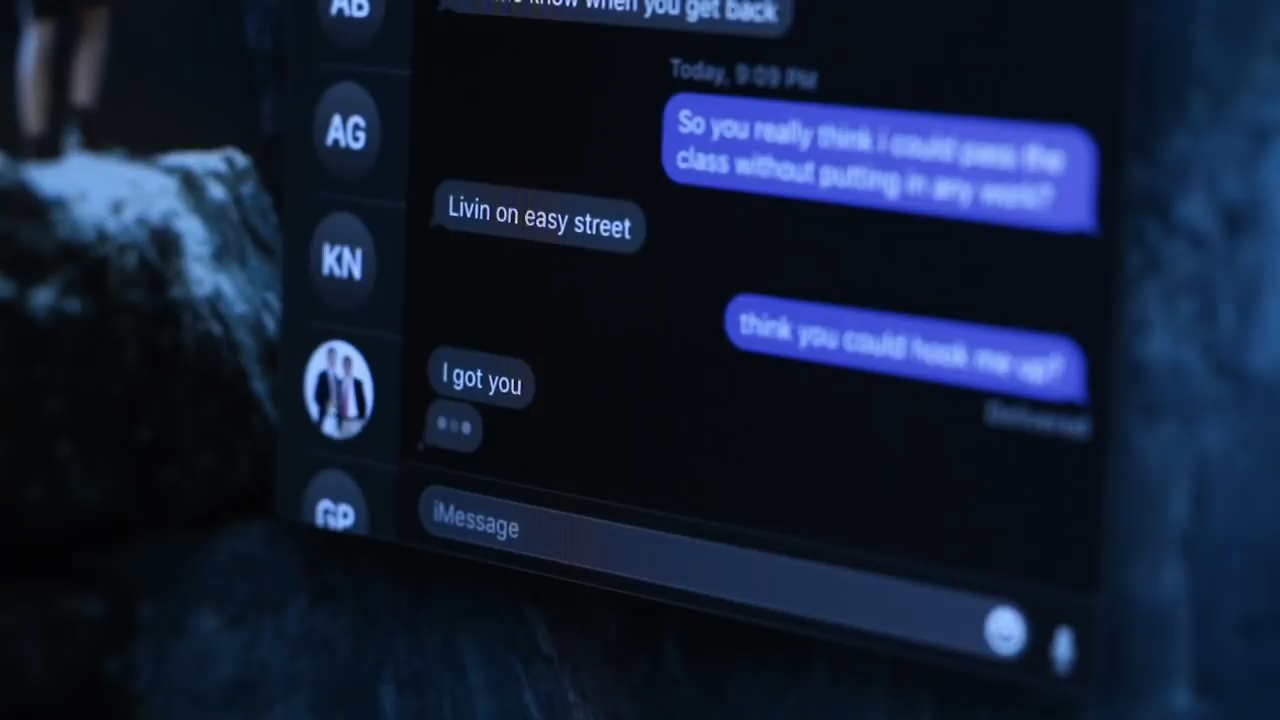 AB
know when you get back
Today, 9:09 PM
AG
So you really think i could pass the
class without putting in any work?
Livin on easy street
KN
think you could hook me up?
I got you
Delivered
GP
iMessage